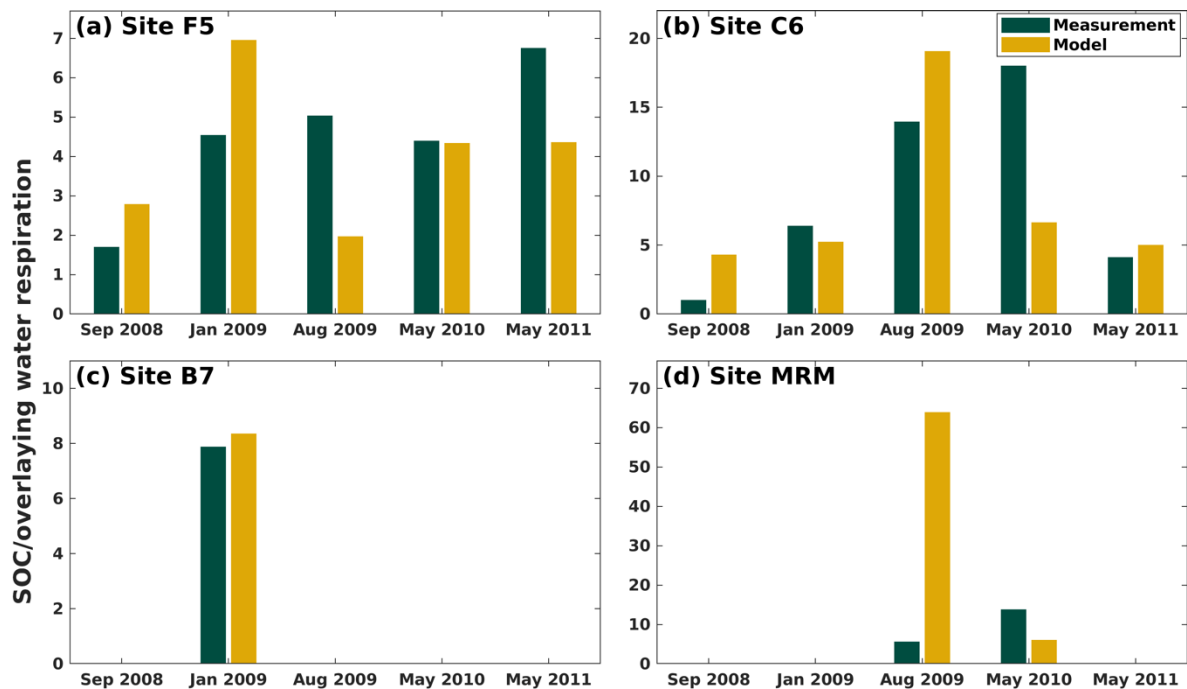 SOC/overlaying water respiration
(a) Site F5
7
6
5
4
3
2
1
0
Sep 2008 Jan 2009 Aug 2009 May 2010 May 2011
(b) Site C6
Measurement
Model
20
15
10
5
0
Sep 2008 Jan 2009 Aug 2009 May 2010 May 2011
(c) Site B7
10
8
6
4
2
0
Sep 2008 Jan 2009 Aug 2009 May 2010 May 2011
(d) Site MRM
70
60
50
40
30
20
10
0
Sep 2008 Jan 2009 Aug 2009 May 2010 May 2011